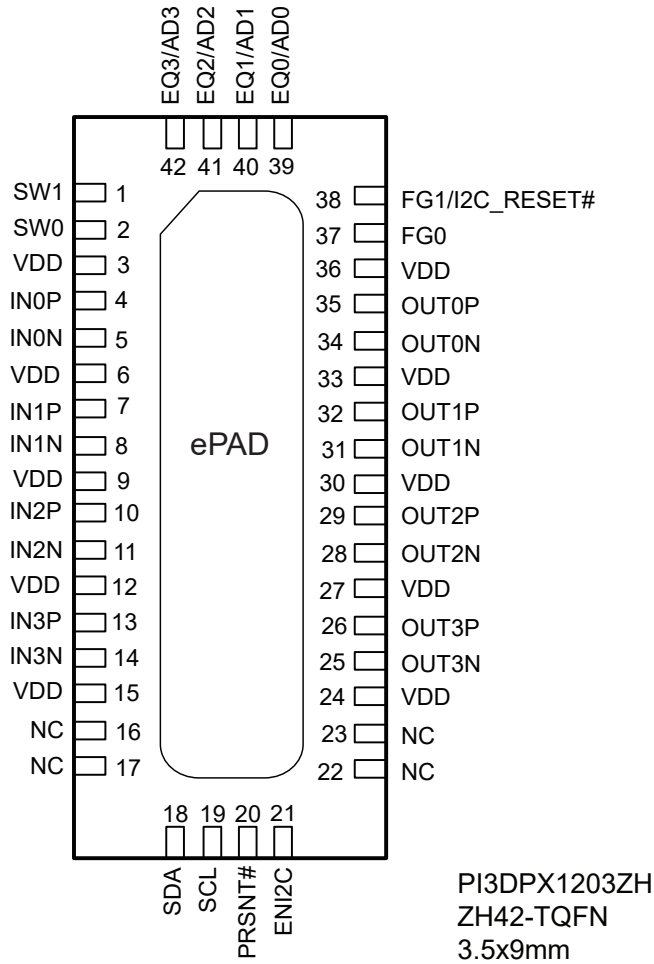 EQ3/AD3
EQ2/AD2
EQ1/AD1
EQ0/AD0
42 41 40 39
SW1 1
SW0 2
VDD 3
IN0P 4
IN0N 5
VDD 6
IN1P 7
IN1N 8
VDD 9
IN2P 10
IN2N 11
VDD 12
IN3P 13
IN3N 14
VDD 15
NC 16
NC 17
ePAD
38 FG1/I2C_RESET#
37 FG0
36 VDD
35 OUT0P
34 OUT0N
33 VDD
32 OUT1P
31 OUT1N
30 VDD
29 OUT2P
28 OUT2N
27 VDD
26 OUT3P
25 OUT3N
24 VDD
23 NC
22 NC
18 19 20 21
SDA
SCL
PRSNT#
ENI2C
PI3DPX1203ZH
ZH42-TQFN
3.5x9mm